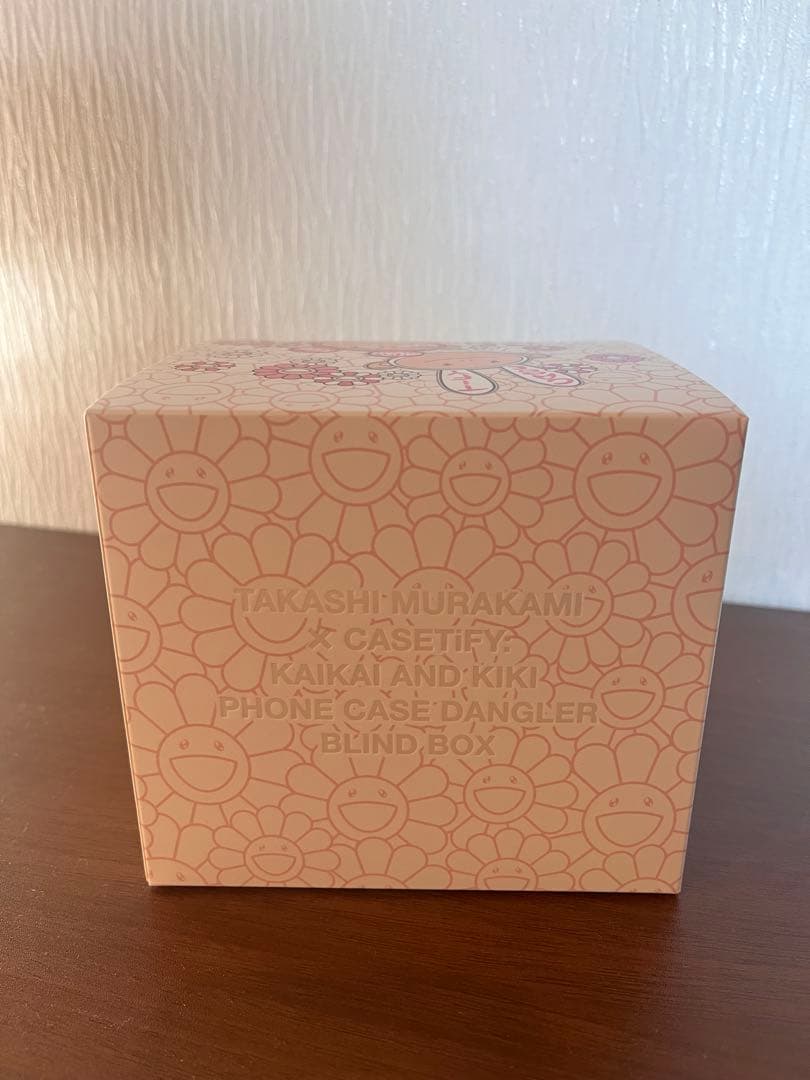 TAKASHI MURAKAMI
X CASETiFY:
KAIKAI AND KIKI
PHONE CASE DANGLER
BLIND BOX